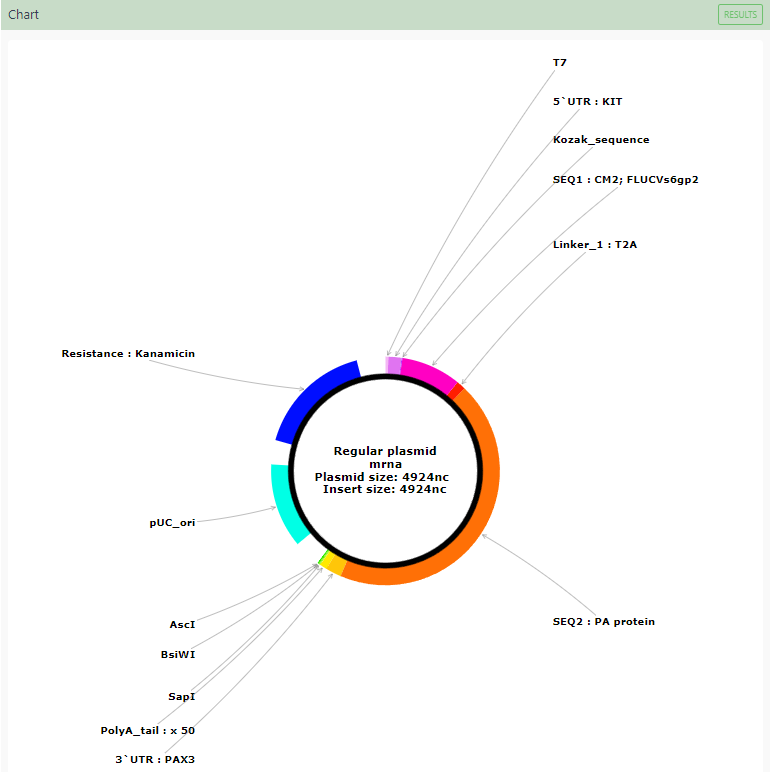 Chart
RESULTS
T7
5`UTR : KIT
Kozak_sequence
SEQ1 : CM2; FLUCVs6gp2
Linker_1 : T2A
Resistance : Kanamicin
Regular plasmid
mrna
Plasmid size: 4924nc
Insert size: 4924nc
pUC_ori
AscI
SEQ2 : PA protein
BsiWI
SapI
PolyA_tail : x 50
3`UTR : PAX3